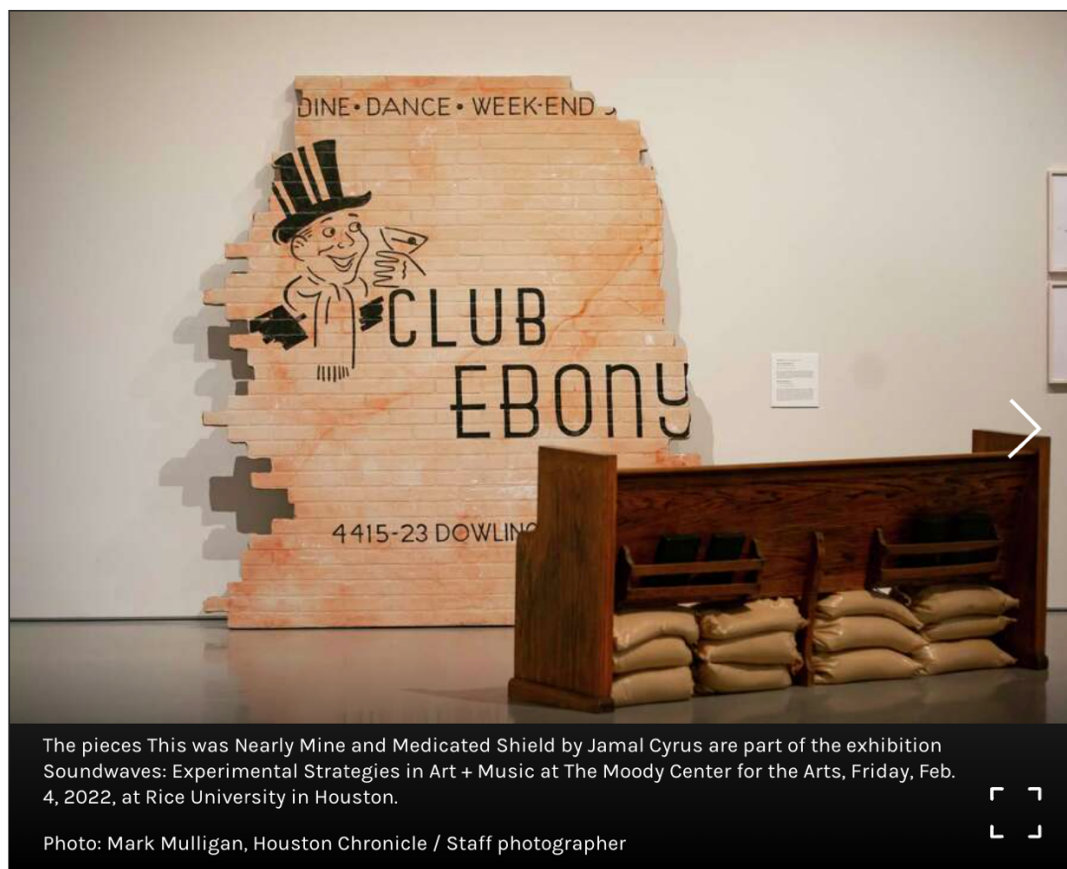 DINE • DANCE • WEEK-END
CLUB
EBONY
4415-23 DOWLING
The pieces This was Nearly Mine and Medicated Shield by Jamal Cyrus are part of the exhibition
Soundwaves: Experimental Strategies in Art + Music at The Moody Center for the Arts, Friday, Feb.
4, 2022, at Rice University in Houston.
Photo: Mark Mulligan, Houston Chronicle / Staff photographer